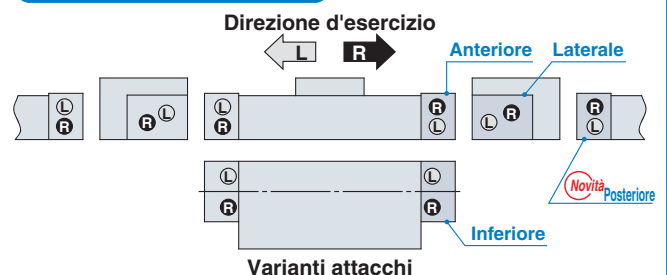 Direzione d'esercizio
L R
Anteriore Laterale
L R R L L R R L L R R L
L L
R R
Novità Posteriore
Inferiore
Varianti attacchi